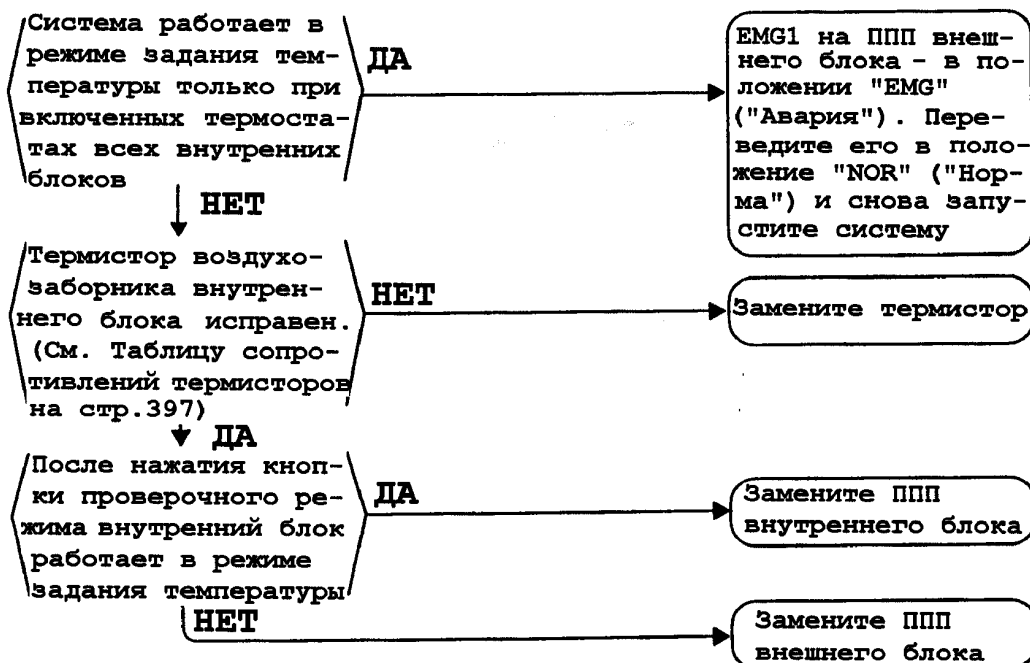 Система работает в
режиме задания тем-
пературы только при
включенных термоста-
тах всех внутренних
блоков
ДА
EMG1 на ППП внеш-
него блока - в по-
ложении "EMG"
("Авария"). Пере-
ведите его в поло-
жение "NOR" ("Нор-
ма") и снова запу-
стите систему
НЕТ
Термистор воздухо-
заборника внутрен-
него блока исправен.
(См. Таблицу сопро-
тивлений термисторов
на стр.397)
НЕТ
Замените термистор
ДА
После нажатия кноп-
ки проверочного ре-
жима внутренний блок
работает в режиме
задания температуры
ДА
Замените ППП
внутреннего блока
НЕТ
Замените ППП
внешнего блока